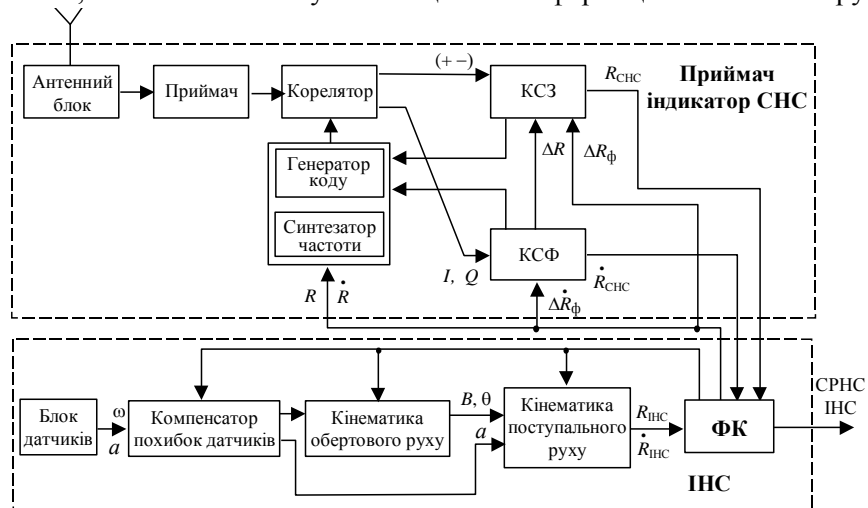 Антенний
блок
Приймач
Корелятор
(+ −)
КСЗ
R_СНС
Приймач
індикатор СНС
Генератор
коду
Синтезатор
частоти
ΔR
ΔR_ф
КСФ
I, Q
Ṙ_СНС
R Ṙ
ΔṘ_ф
Блок
датчиків
ω
a
Компенсатор
похибок датчиків
Кінематика
обертового руху
B, θ
a
Кінематика
поступального
руху
R_ІНС
Ṙ_ІНС
ФК
СРНС
ІНС
ІНС